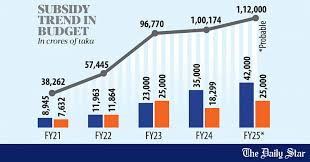 SUBSIDY
TREND IN
BUDGET
In crores of taka
38,262
57,445
96,770
1,00,174
1,12,000
*Probable
8,945
7,632
11,963
11,864
23,000
25,000
35,000
18,299
42,000
25,000
FY21
FY22
FY23
FY24
FY25*
The Daily Star